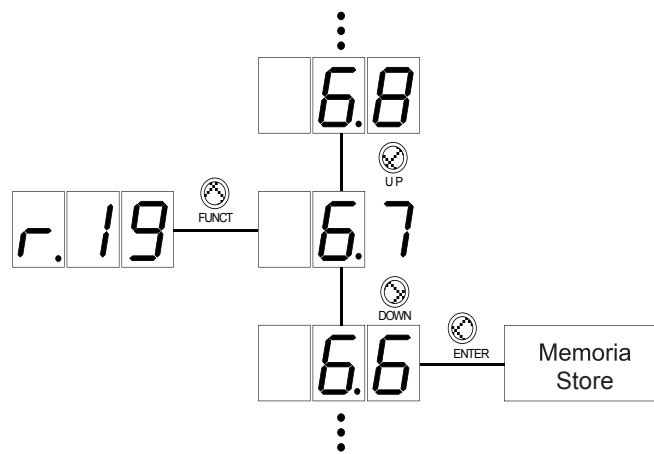 6.8
UP
r.19
FUNCT
6.7
DOWN
6.6
ENTER
Memoria
Store